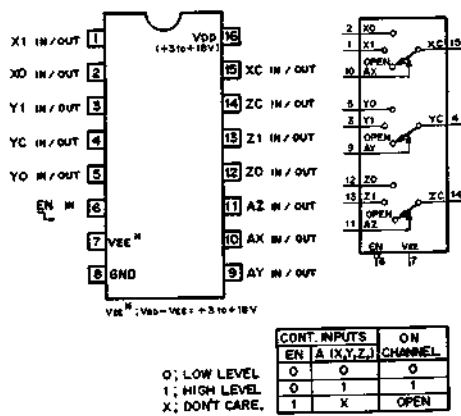 X1 IN/OUT 1
X0 IN/OUT 2
Y1 IN/OUT 3
YC IN/OUT 4
Y0 IN/OUT 5
EN IN 6
VEE※ 7
GND 8
VDD 16
(+3 to +18V)
15 XC IN/OUT
14 ZC IN/OUT
13 Z1 IN/OUT
12 Z0 IN/OUT
11 AZ IN/OUT
10 AX IN/OUT
9 AY IN/OUT
VEE※; VDD-VEE=+3 to +18V
2 X0
1 X1 XC 15
OPEN
10 AX
5 Y0
3 Y1 YC 4
OPEN
9 AY
12 Z0
13 Z1 ZC 14
OPEN
11 AZ
EN VEE
6 7
CONT. INPUTS ON CHANNEL
EN A (X,Y,Z,)
0 0 0
0 1 1
1 X OPEN
0; LOW LEVEL
1; HIGH LEVEL
X; DON'T CARE.